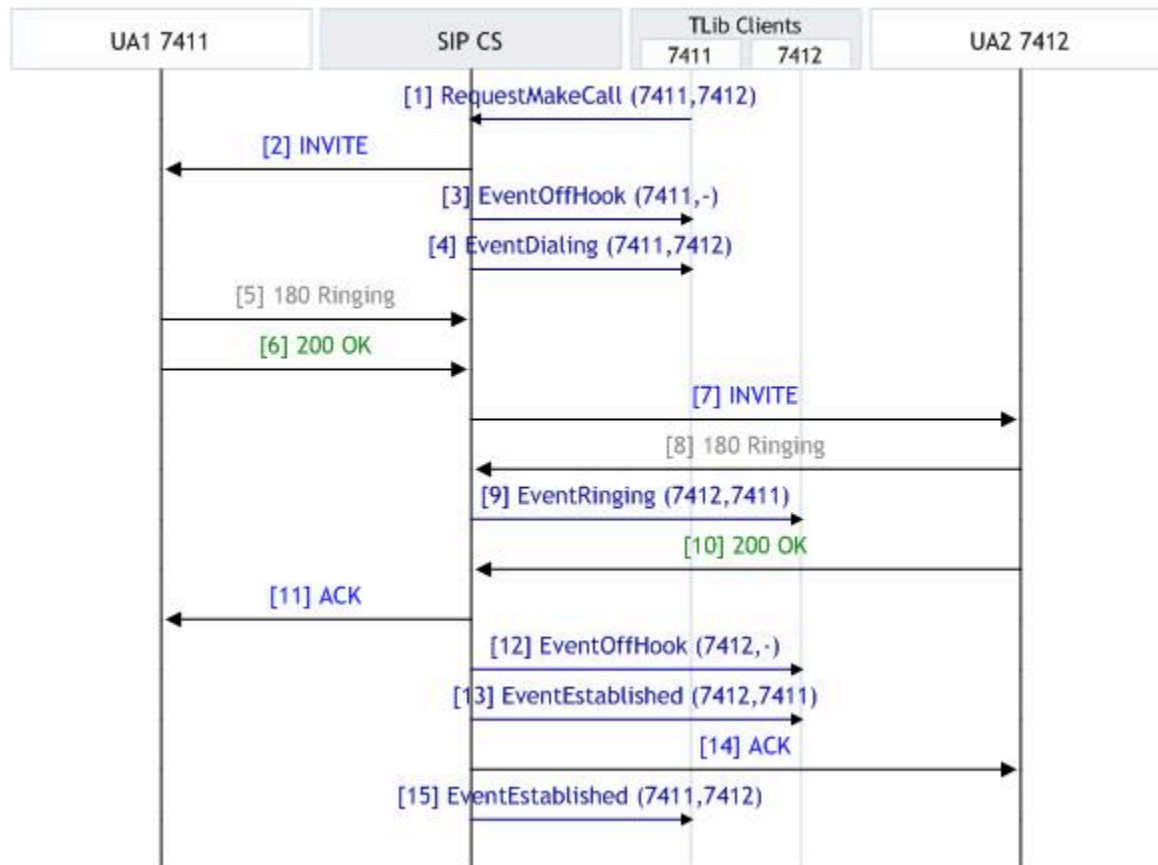 UA1 7411
SIP CS
TLib Clients
7411
7412
UA2 7412
[1] RequestMakeCall (7411,7412)
[2] INVITE
[3] EventOffHook (7411,-)
[4] EventDialing (7411,7412)
[5] 180 Ringing
[6] 200 OK
[7] INVITE
[8] 180 Ringing
[9] EventRinging (7412,7411)
[10] 200 OK
[11] ACK
[12] EventOffHook (7412,-)
[13] EventEstablished (7412,7411)
[14] ACK
[15] EventEstablished (7411,7412)